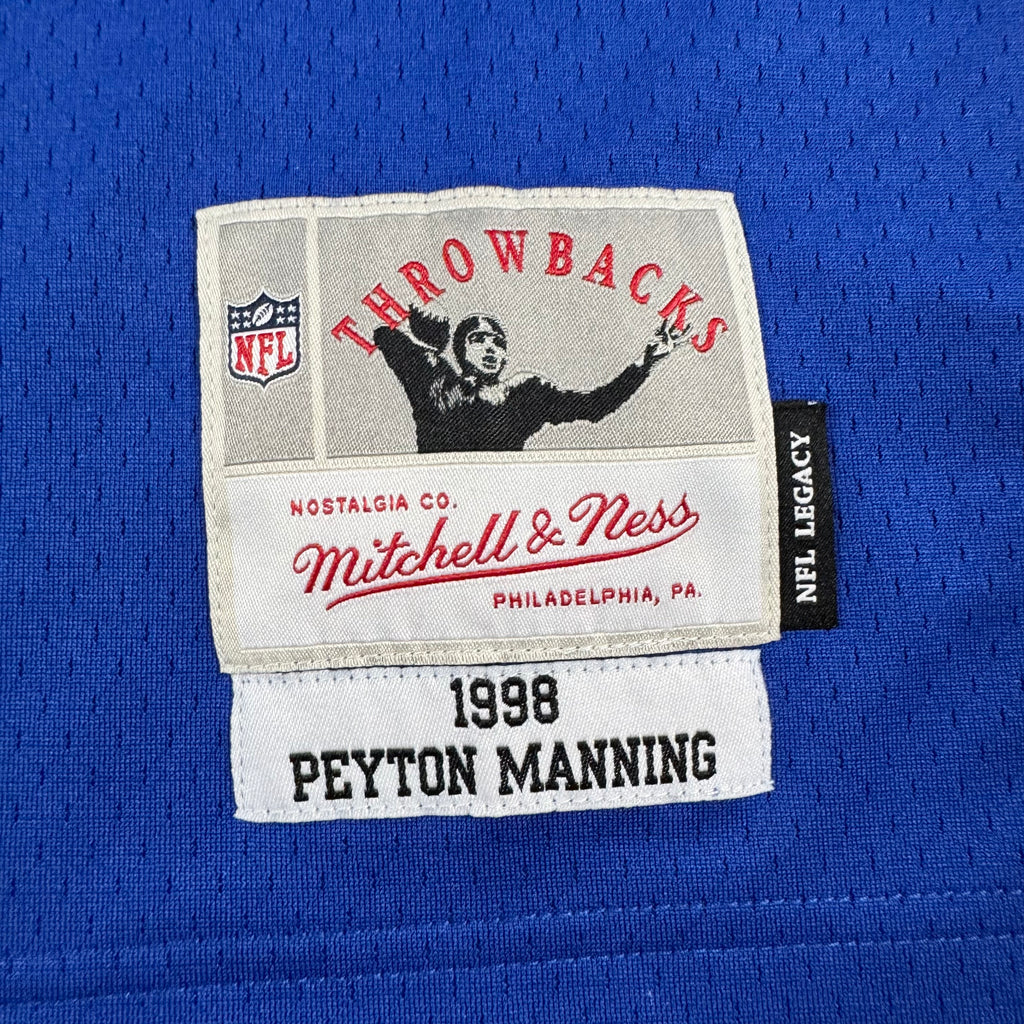 THROWBACKS
NFL
NOSTALGIA CO.
Mitchell & Ness
PHILADELPHIA, PA.
NFL LEGACY
1998
PEYTON MANNING